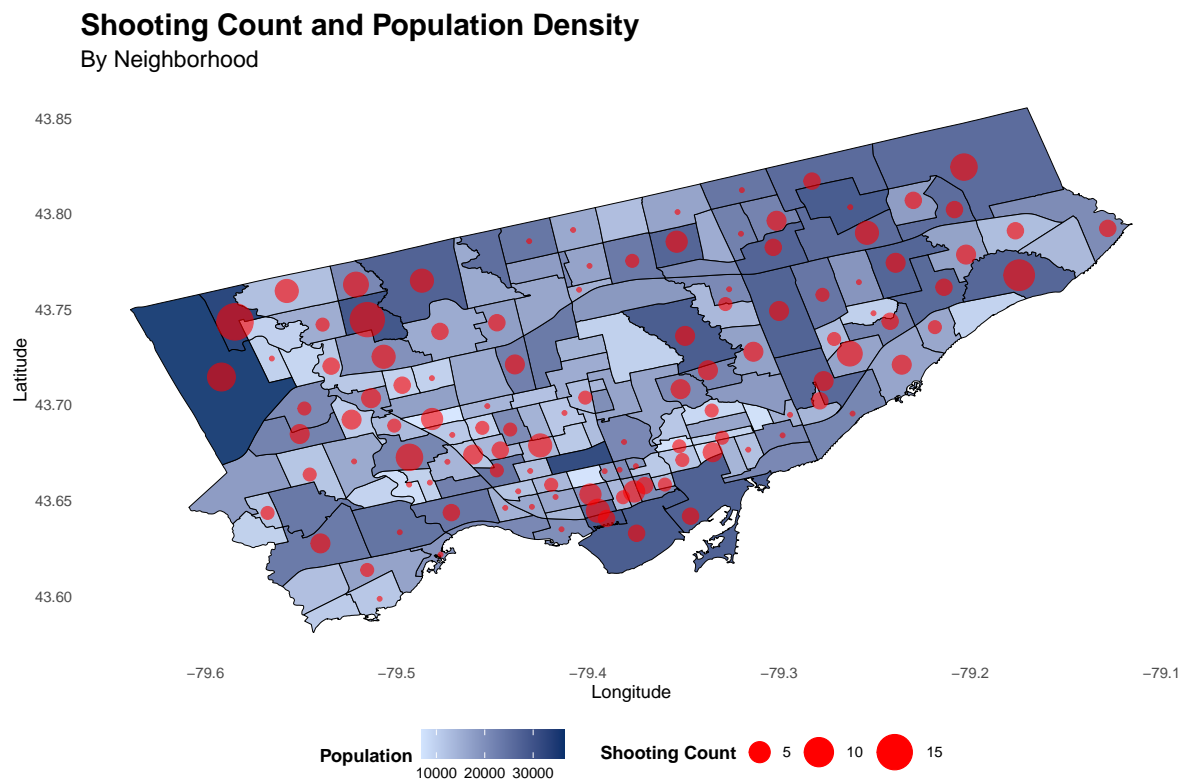 Shooting Count and Population Density
By Neighborhood
43.85
43.80
43.75
43.70
43.65
43.60
Latitude
−79.6 −79.5 −79.4 −79.3 −79.2 −79.1
Longitude
Population 10000 20000 30000 Shooting Count 5 10 15